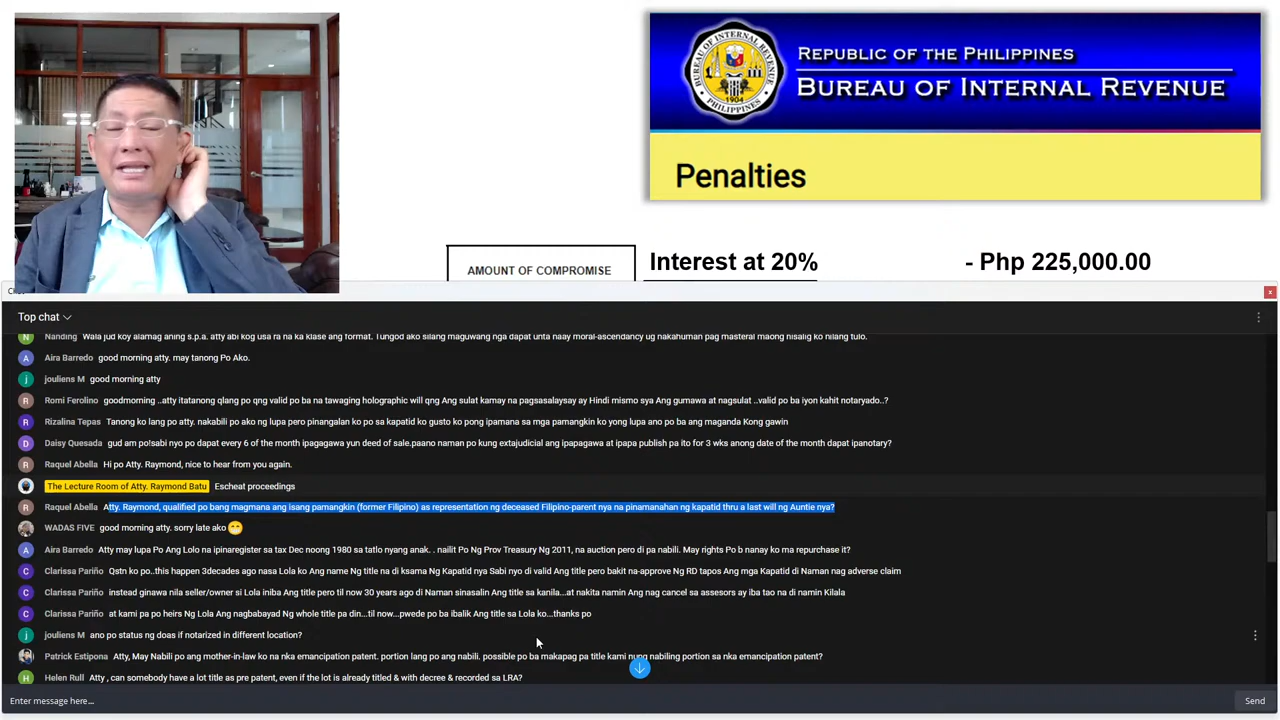 REPUBLIC OF THE PHILIPPINES
BUREAU OF INTERNAL REVENUE
BUREAU OF INTERNAL REVENUE
1904
PHILIPPINES
Penalties
AMOUNT OF COMPROMISE
Interest at 20% - Php 225,000.00
Top chat
Nanding Wala jud koy alamag aning s.p.a. atty abi kog usa ra na ka klase ang format. Tungod ako silang maguwang nga dapat unta naay moral-ascendancy ug nakahuman pag masteral maong nisalig ko nilang tulo.
Aira Barredo good morning atty. may tanong Po Ako.
jouliens M good morning atty
Romi Ferolino goodmorning ..atty itatanong qlang po qng valid po ba na tawaging holographic will qng Ang sulat kamay na pagsasalaysay ay Hindi mismo sya Ang gumawa at nagsulat ..valid po ba iyon kahit notaryado..?
Rizalina Tepas Tanong ko lang po atty. nakabili po ako ng lupa pero pinangalan ko po sa kapatid ko gusto ko pong ipamana sa mga pamangkin ko yong lupa ano po ba ang maganda Kong gawin
Daisy Quesada gud am po!sabi nyo po dapat every 6 of the month ipagagawa yun deed of sale.paano naman po kung extajudicial ang ipapagawa at ipapa publish pa ito for 3 wks anong date of the month dapat ipanotary?
Raquel Abella Hi po Atty. Raymond, nice to hear from you again.
The Lecture Room of Atty. Raymond Batu Escheat proceedings
Raquel Abella Atty. Raymond, qualified po bang magmana ang isang pamangkin (former Filipino) as representation ng deceased Filipino-parent nya na pinamanahan ng kapatid thru a last will ng Auntie nya?
WADAS FIVE good morning atty. sorry late ako 😁
Aira Barredo Atty may lupa Po Ang Lolo na ipinaregister sa tax Dec noong 1980 sa tatlo nyang anak. . nailit Po Ng Prov Treasury Ng 2011, na auction pero di pa nabili. May rights Po b nanay ko ma repurchase it?
Clarissa Pariño Qstn ko po..this happen 3decades ago nasa Lola ko Ang name Ng title na di ksama Ng Kapatid nya Sabi nyo di valid Ang title pero bakit na-approve Ng RD tapos Ang mga Kapatid di Naman nag adverse claim
Clarissa Pariño instead ginawa nila seller/owner si Lola iniba Ang title pero til now 30 years ago di Naman sinasalin Ang title sa kanila...at nakita namin Ang nag cancel sa assesors ay iba tao na di namin Kilala
Clarissa Pariño at kami pa po heirs Ng Lola Ang nagbabayad Ng whole title pa din...til now...pwede po ba ibalik Ang title sa Lola ko...thanks po
jouliens M ano po status ng doas if notarized in different location?
Patrick Estipona Atty, May Nabili po ang mother-in-law ko na nka emancipation patent. portion lang po ang nabili. possible po ba makapag pa title kami nung nabiling portion sa nka emancipation patent?
Helen Rull Atty , can somebody have a lot title as pre patent, even if the lot is already titled & with decree & recorded sa LRA?
Enter message here...
Send